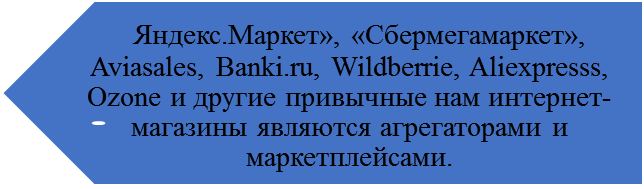 Яндекс.Маркет», «Сбермегамаркет»,
Aviasales, Banki.ru, Wildberrie, Aliexpresss,
Ozone и другие привычные нам интернет-
магазины являются агрегаторами и
маркетплейсами.